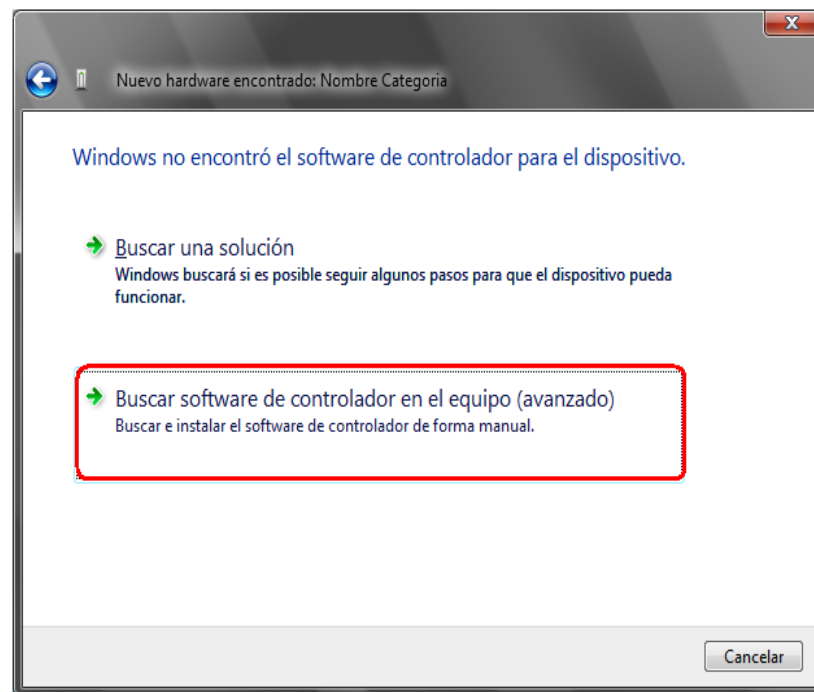 X
Nuevo hardware encontrado: Nombre Categoria
Windows no encontró el software de controlador para el dispositivo.
Buscar una solución
Windows buscará si es posible seguir algunos pasos para que el dispositivo pueda
funcionar.
Buscar software de controlador en el equipo (avanzado)
Buscar e instalar el software de controlador de forma manual.
Cancelar